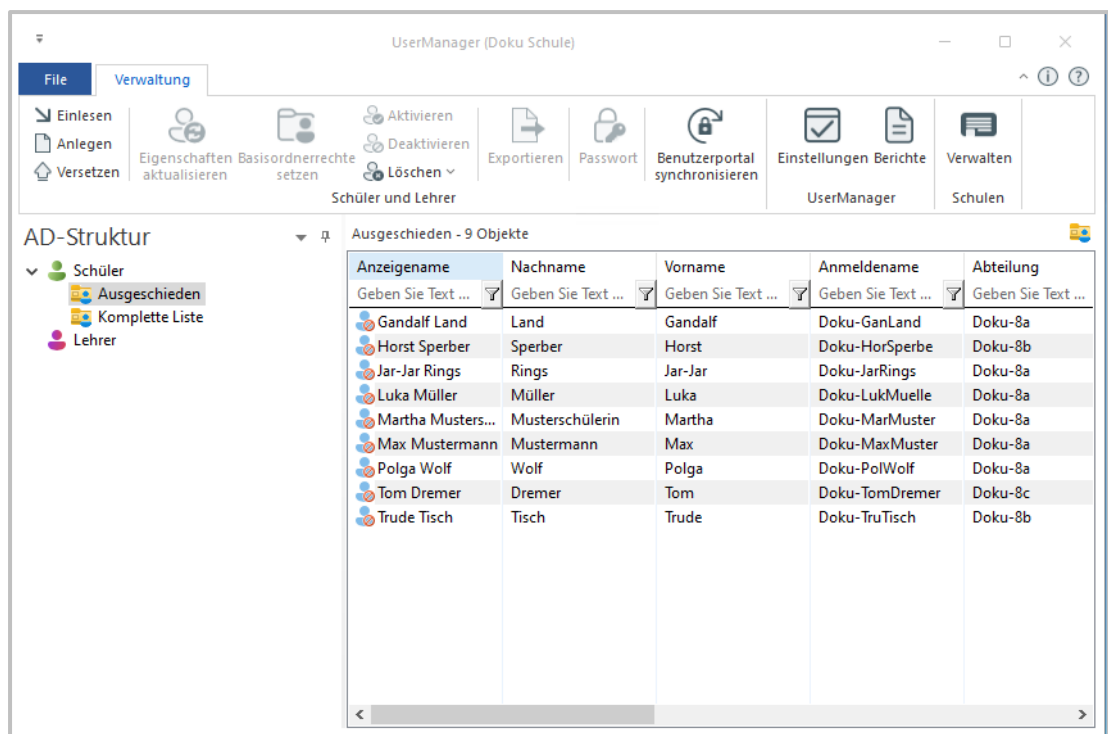 UserManager (Doku Schule)
File Verwaltung
Einlesen
Anlegen
Versetzen
Eigenschaften aktualisieren
Basisordnerrechte setzen
Aktivieren
Deaktivieren
Löschen
Exportieren
Passwort
Benutzerportal synchronisieren
Einstellungen
Berichte
Verwalten
Schüler und Lehrer
UserManager
Schulen
AD-Struktur
Schüler
Ausgeschieden
Komplette Liste
Lehrer
Ausgeschieden - 9 Objekte
Anzeigename Nachname Vorname Anmeldename Abteilung
Geben Sie Text ... Geben Sie Text ... Geben Sie Text ... Geben Sie Text ... Geben Sie Text ...
Gandalf Land Land Gandalf Doku-GanLand Doku-8a
Horst Sperber Sperber Horst Doku-HorSperbe Doku-8b
Jar-Jar Rings Rings Jar-Jar Doku-JarRings Doku-8a
Luka Müller Müller Luka Doku-LukMuelle Doku-8a
Martha Musters... Musterschülerin Martha Doku-MarMuster Doku-8a
Max Mustermann Mustermann Max Doku-MaxMuster Doku-8a
Polga Wolf Wolf Polga Doku-PolWolf Doku-8a
Tom Dremer Dremer Tom Doku-TomDremer Doku-8c
Trude Tisch Tisch Trude Doku-TruTisch Doku-8b